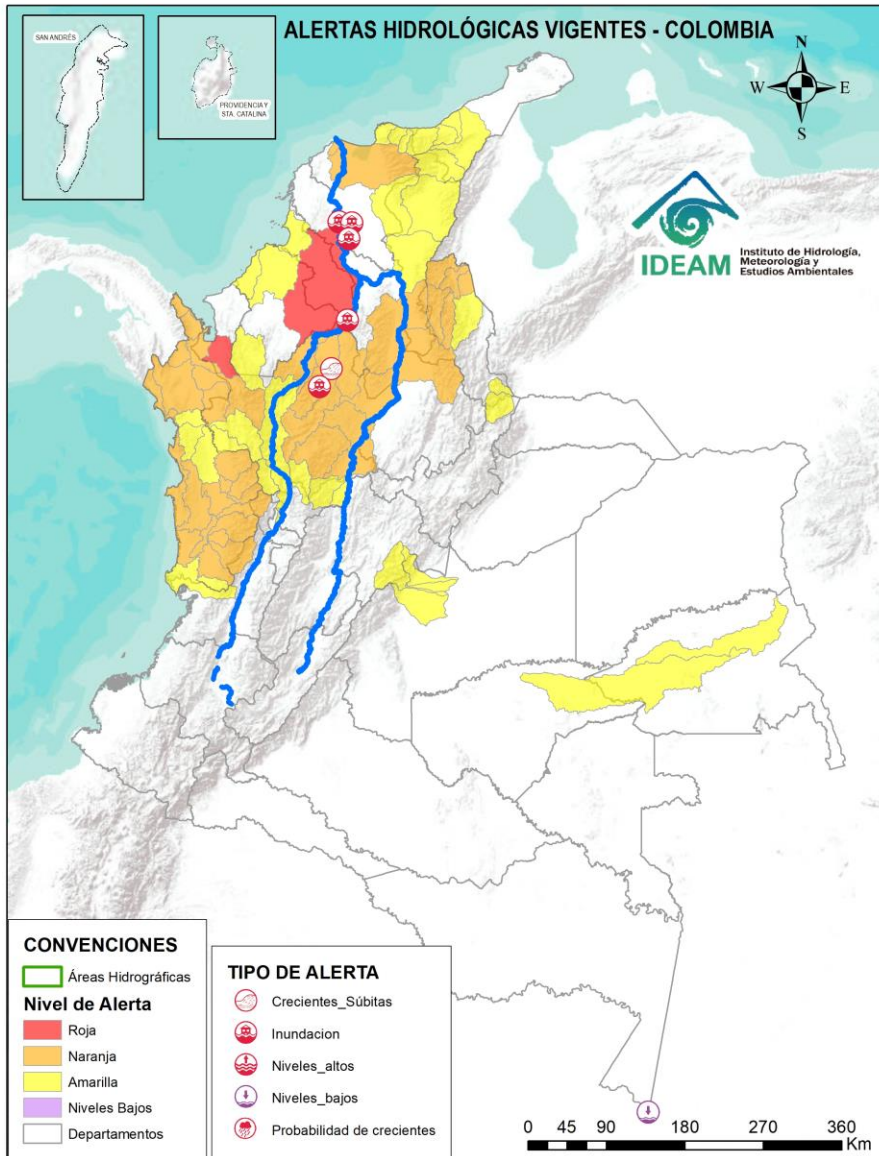 ALERTAS HIDROLÓGICAS VIGENTES - COLOMBIA
SAN ANDRÉS
PROVIDENCIA Y
STA. CATALINA
N
W E
S
IDEAM
Instituto de Hidrología,
Meteorología y
Estudios Ambientales
CONVENCIONES
Áreas Hidrográficas
Nivel de Alerta
Roja
Naranja
Amarilla
Niveles Bajos
Departamentos
TIPO DE ALERTA
Crecientes_Súbitas
Inundacion
Niveles_altos
Niveles_bajos
Probabilidad de crecientes
0 45 90 180 270 360
Km